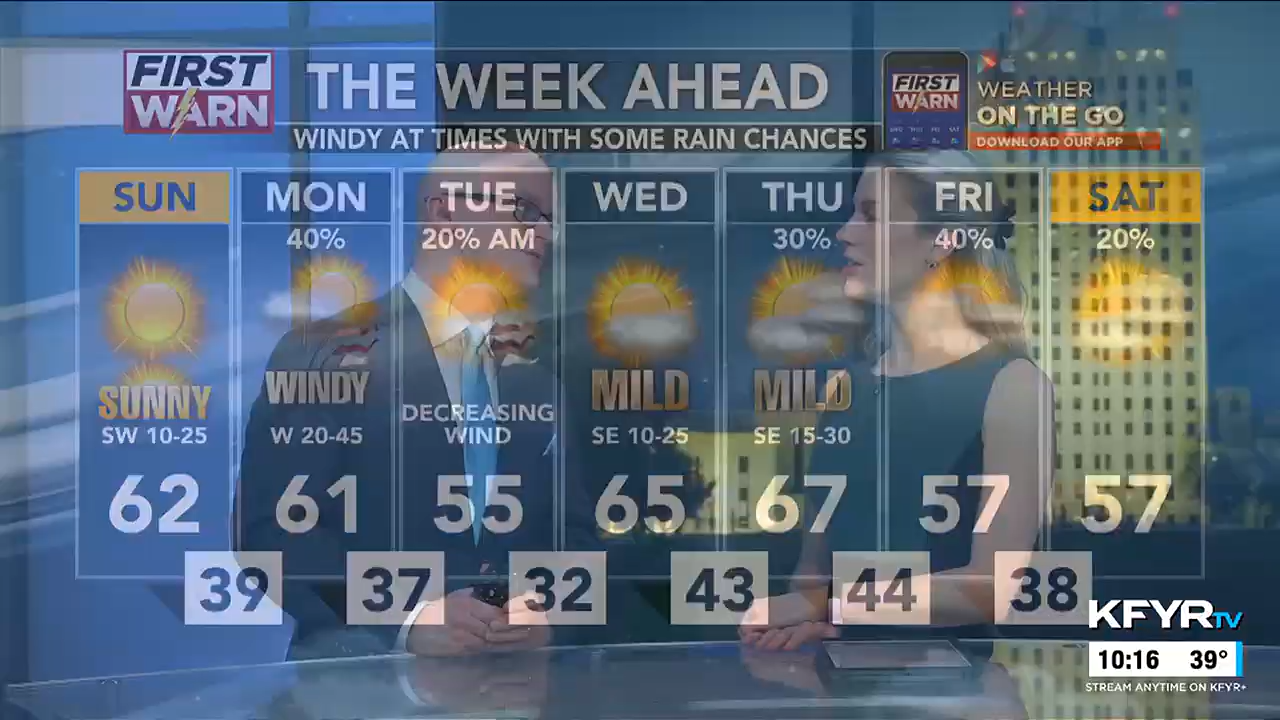 FIRST WARN
THE WEEK AHEAD
WINDY AT TIMES WITH SOME RAIN CHANCES
FIRST WARN
WEATHER
ON THE GO
DOWNLOAD OUR APP
SUN MON TUE WED THU FRI SAT
40% 20% AM 30% 40% 20%
SUNNY WINDY DECREASING WIND MILD MILD
SW 10-25 W 20-45 SE 10-25 SE 15-30
62 61 55 65 67 57 57
39 37 32 43 44 38
KFYR TV
10:16 39°
STREAM ANYTIME ON KFYR+